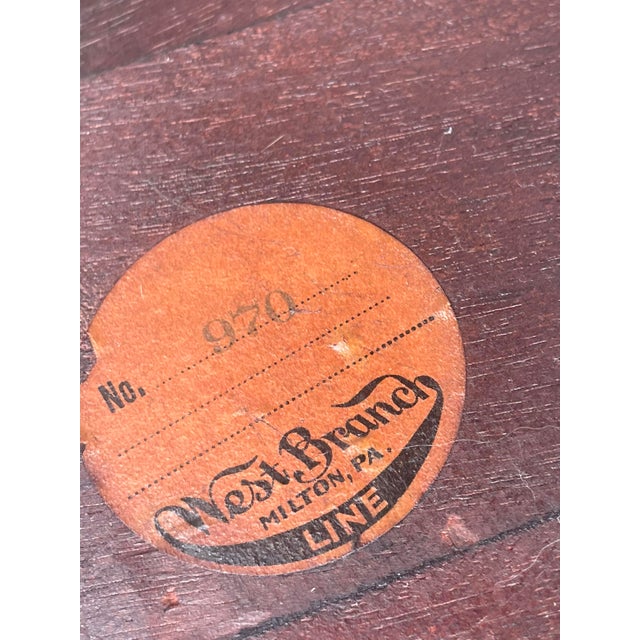 No. 970
West Branch
MILTON, PA.
LINE